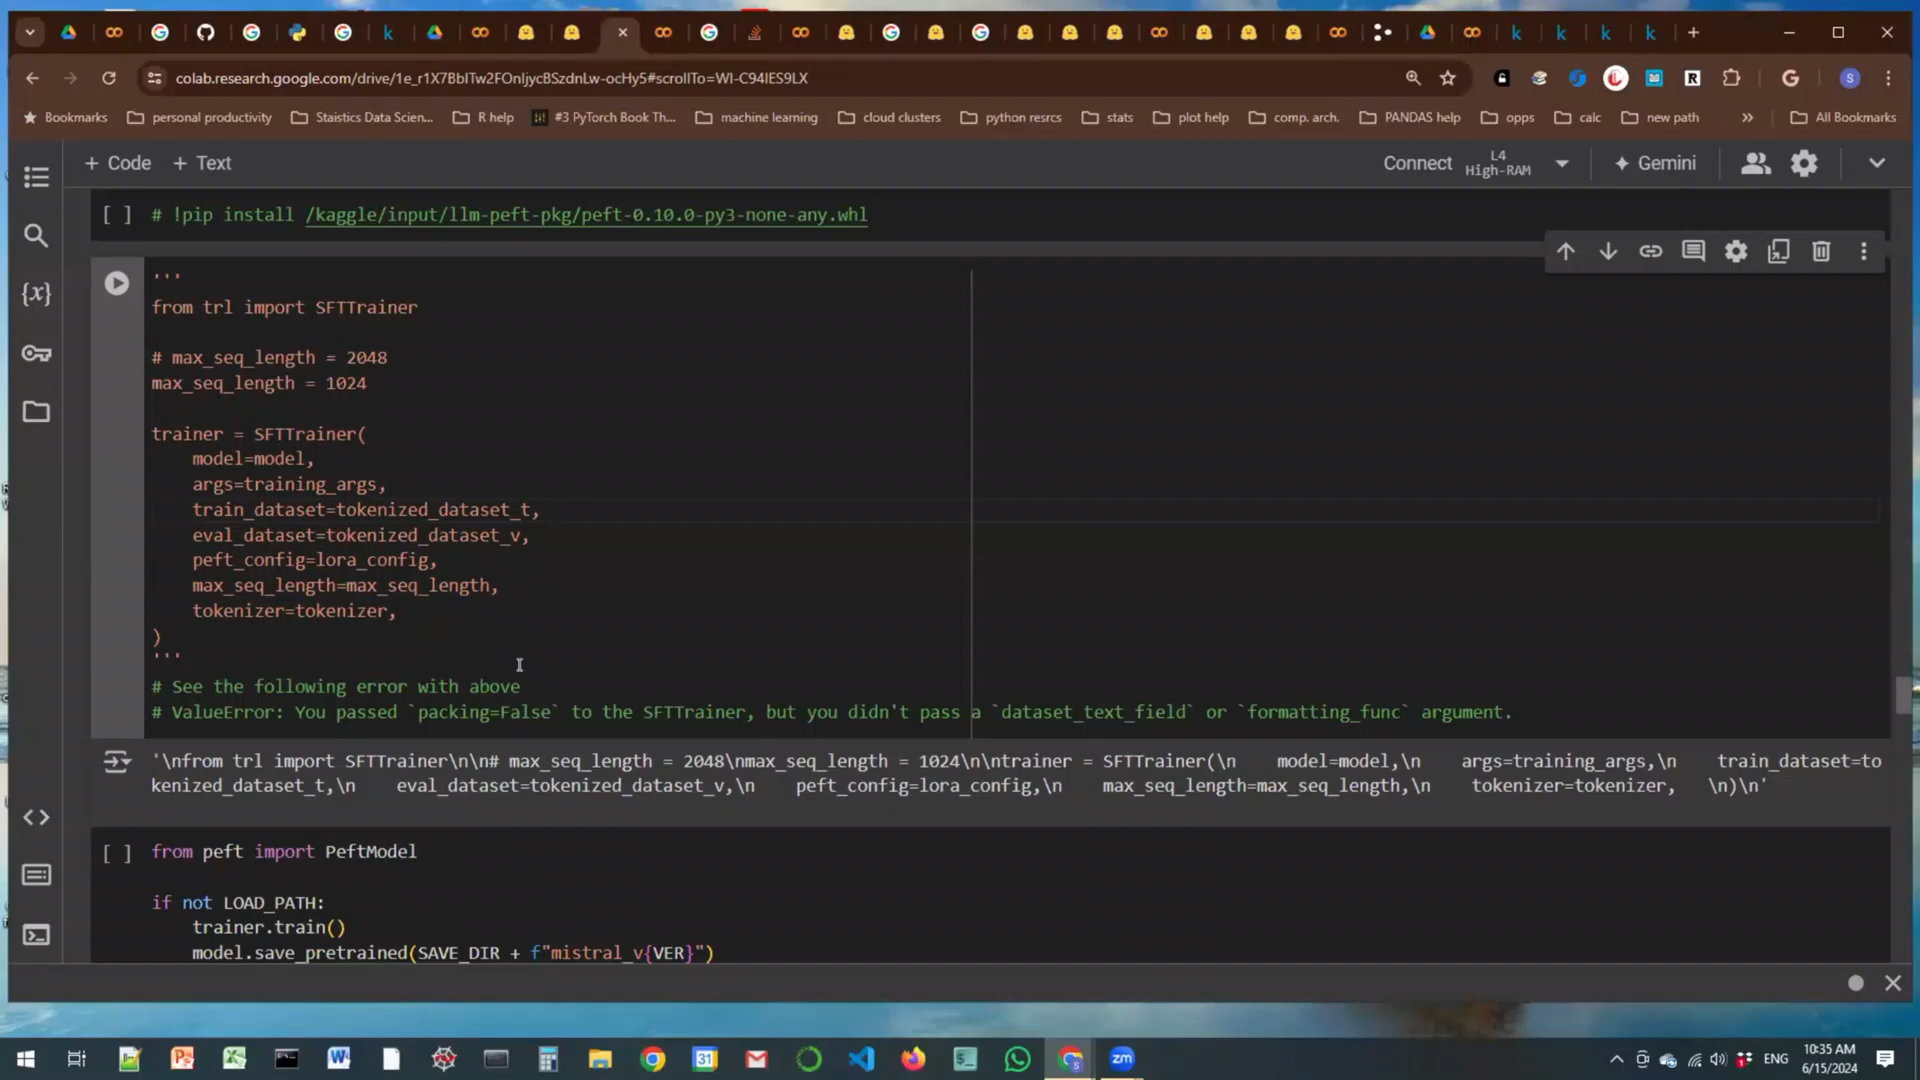 colab.research.google.com/drive/1e_r1X7BbITw2FOnIjycBSzdnLw-ocHy5#scrollTo=WI-C94IES9LX
Bookmarks personal productivity Staistics Data Scien... R help #3 PyTorch Book Th... machine learning cloud clusters python resrcs stats plot help comp. arch. PANDAS help opps calc new path » All Bookmarks
+ Code + Text Connect L4 High-RAM Gemini
[ ] # !pip install /kaggle/input/llm-peft-pkg/peft-0.10.0-py3-none-any.whl
'''
from trl import SFTTrainer
# max_seq_length = 2048
max_seq_length = 1024
trainer = SFTTrainer(
model=model,
args=training_args,
train_dataset=tokenized_dataset_t,
eval_dataset=tokenized_dataset_v,
peft_config=lora_config,
max_seq_length=max_seq_length,
tokenizer=tokenizer,
)
'''
# See the following error with above
# ValueError: You passed `packing=False` to the SFTTrainer, but you didn't pass a `dataset_text_field` or `formatting_func` argument.
'\nfrom trl import SFTTrainer\n\n# max_seq_length = 2048\nmax_seq_length = 1024\n\ntrainer = SFTTrainer(\n    model=model,\n    args=training_args,\n    train_dataset=to
kenized_dataset_t,\n    eval_dataset=tokenized_dataset_v,\n    peft_config=lora_config,\n    max_seq_length=max_seq_length,\n    tokenizer=tokenizer,   \n)\n'
[ ] from peft import PeftModel
if not LOAD_PATH:
trainer.train()
model.save_pretrained(SAVE_DIR + f"mistral_v{VER}")
ENG 10:35 AM
6/15/2024